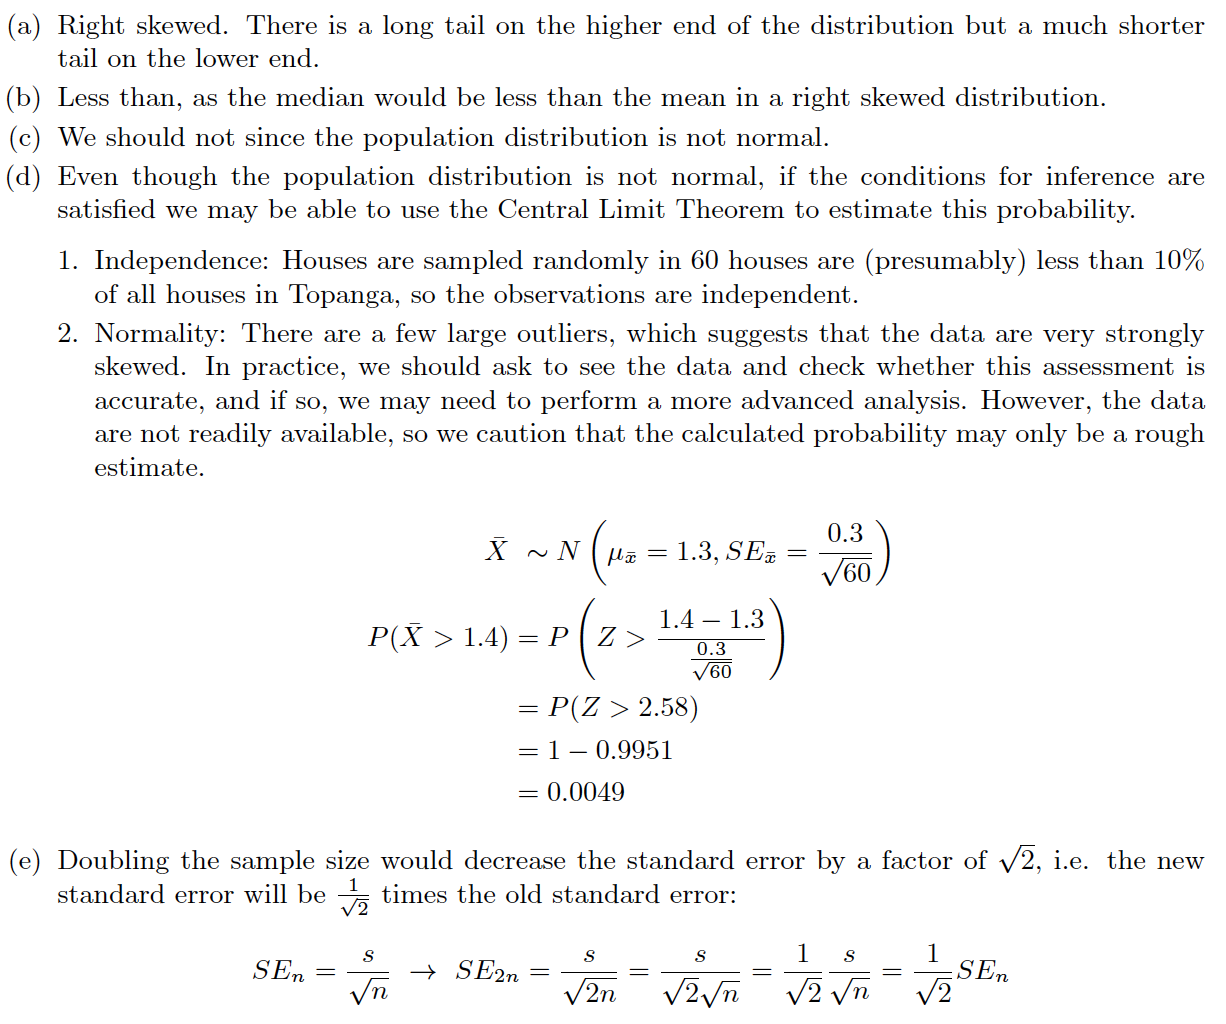 (a) Right skewed. There is a long tail on the higher end of the distribution but a much shorter
tail on the lower end.
(b) Less than, as the median would be less than the mean in a right skewed distribution.
(c) We should not since the population distribution is not normal.
(d) Even though the population distribution is not normal, if the conditions for inference are
satisfied we may be able to use the Central Limit Theorem to estimate this probability.
1. Independence: Houses are sampled randomly in 60 houses are (presumably) less than 10%
of all houses in Topanga, so the observations are independent.
2. Normality: There are a few large outliers, which suggests that the data are very strongly
skewed. In practice, we should ask to see the data and check whether this assessment is
accurate, and if so, we may need to perform a more advanced analysis. However, the data
are not readily available, so we caution that the calculated probability may only be a rough
estimate.
$\bar{X} \sim N\left(\mu_{\bar{x}} = 1.3, SE_{\bar{x}} = \frac{0.3}{\sqrt{60}}\right)$
$P(\bar{X} > 1.4) = P\left(Z > \frac{1.4 - 1.3}{\frac{0.3}{\sqrt{60}}}\right)$
$= P(Z > 2.58)$
$= 1 - 0.9951$
$= 0.0049$
(e) Doubling the sample size would decrease the standard error by a factor of $\sqrt{2}$, i.e. the new
standard error will be $\frac{1}{\sqrt{2}}$ times the old standard error:
$SE_n = \frac{s}{\sqrt{n}} \rightarrow SE_{2n} = \frac{s}{\sqrt{2n}} = \frac{s}{\sqrt{2}\sqrt{n}} = \frac{1}{\sqrt{2}} \frac{s}{\sqrt{n}} = \frac{1}{\sqrt{2}} SE_n$